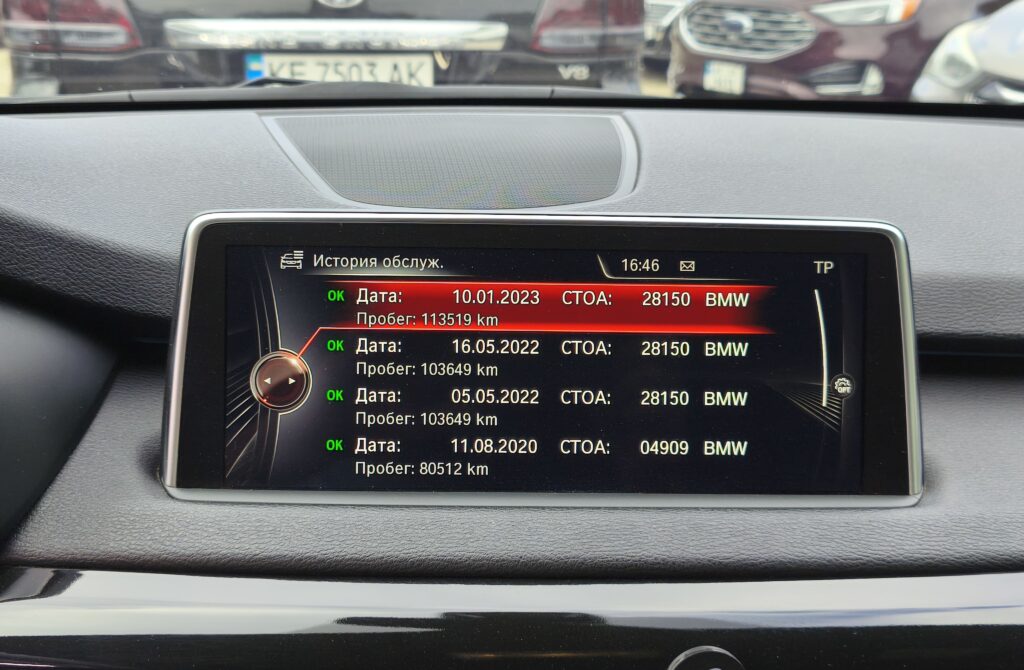 KE 7503 AK
V8
История обслуж.
16:46
TP
OK Дата: 10.01.2023 СТОА: 28150 BMW
Пробег: 113519 km
OK Дата: 16.05.2022 СТОА: 28150 BMW
Пробег: 103649 km
OK Дата: 05.05.2022 СТОА: 28150 BMW
Пробег: 103649 km
OPT
OK Дата: 11.08.2020 СТОА: 04909 BMW
Пробег: 80512 km